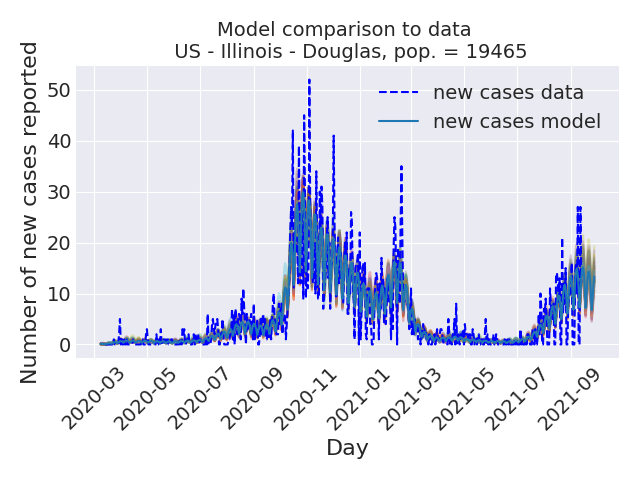 Model comparison to data
US - Illinois - Douglas, pop. = 19465
Number of new cases reported
50
40
30
20
10
0
new cases data
new cases model
2020-03
2020-05
2020-07
2020-09
2020-11
2021-01
2021-03
2021-05
2021-07
2021-09
Day